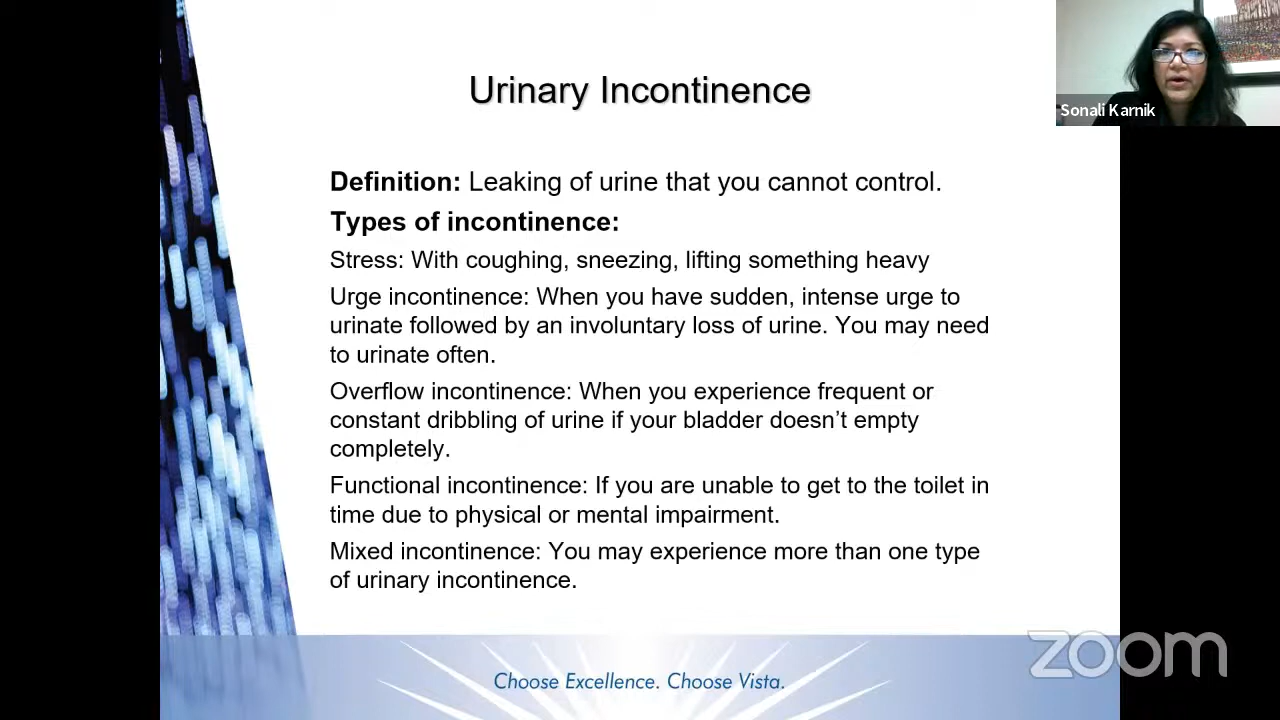 Urinary Incontinence
Sonali Karnik
Definition: Leaking of urine that you cannot control.
Types of incontinence:
Stress: With coughing, sneezing, lifting something heavy
Urge incontinence: When you have sudden, intense urge to
urinate followed by an involuntary loss of urine. You may need
to urinate often.
Overflow incontinence: When you experience frequent or
constant dribbling of urine if your bladder doesn’t empty
completely.
Functional incontinence: If you are unable to get to the toilet in
time due to physical or mental impairment.
Mixed incontinence: You may experience more than one type
of urinary incontinence.
Choose Excellence. Choose Vista.
zoom